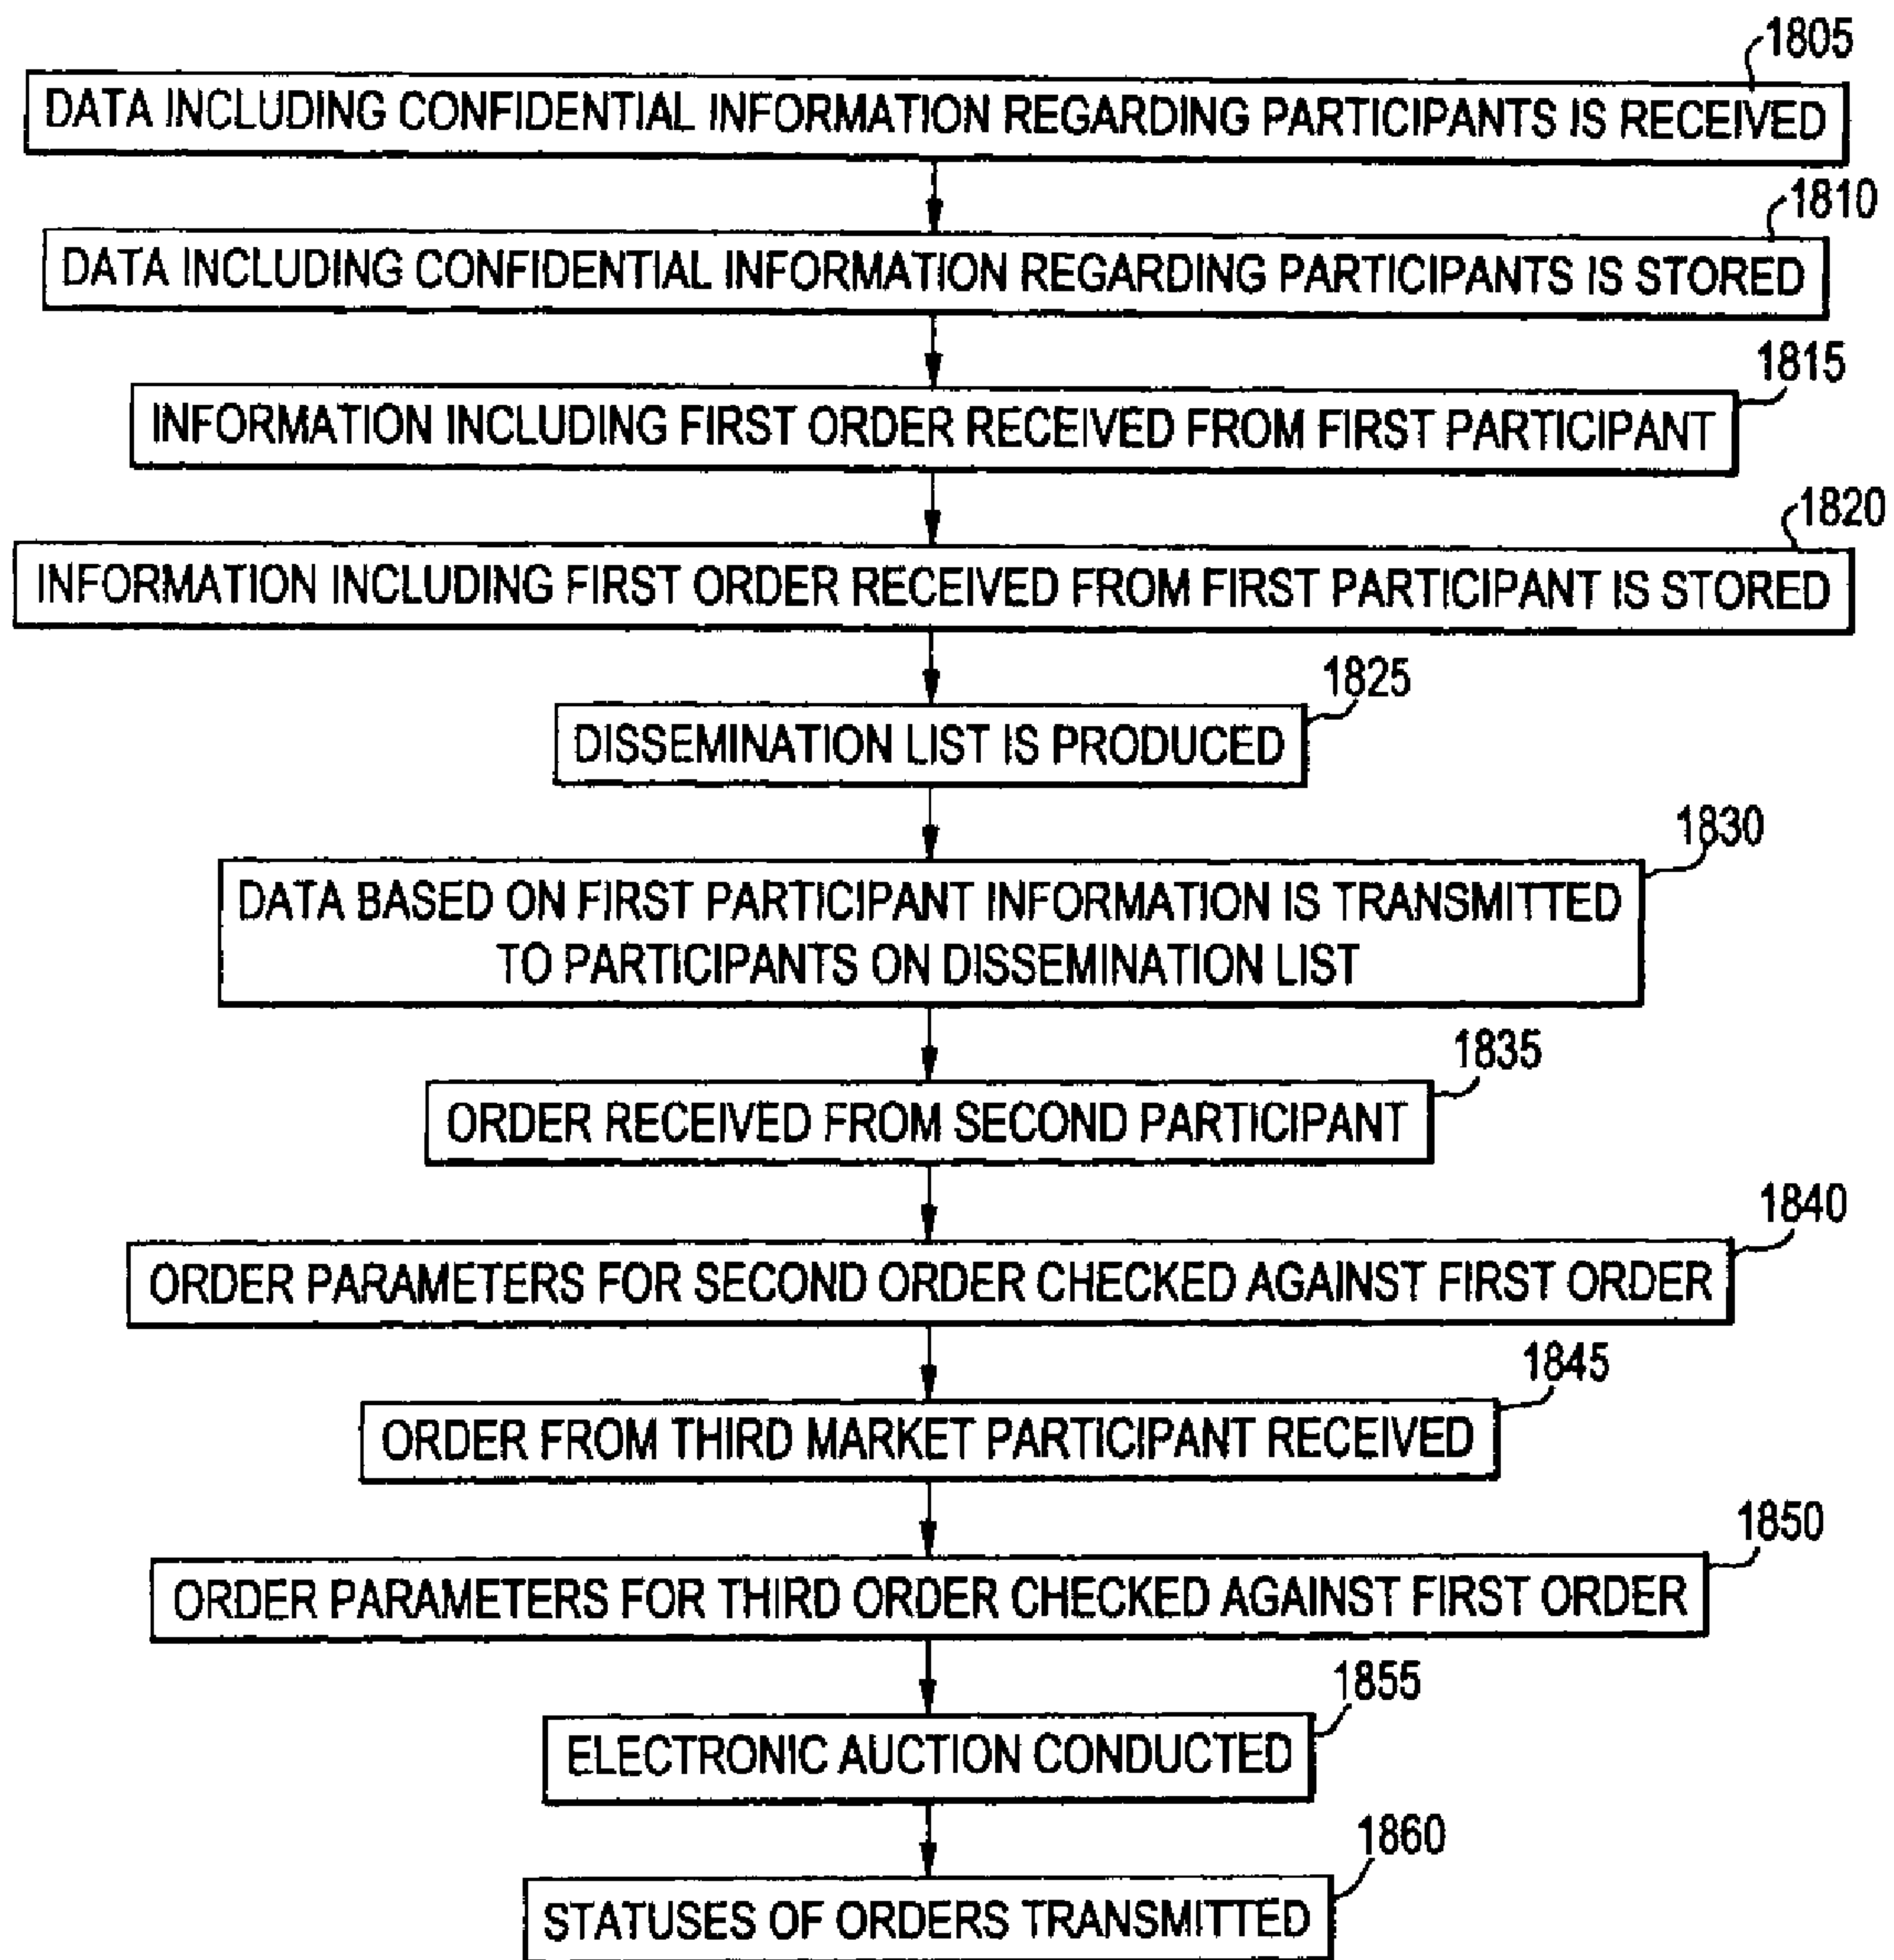 1805
DATA INCLUDING CONFIDENTIAL INFORMATION REGARDING PARTICIPANTS IS RECEIVED
1810
DATA INCLUDING CONFIDENTIAL INFORMATION REGARDING PARTICIPANTS IS STORED
1815
INFORMATION INCLUDING FIRST ORDER RECEIVED FROM FIRST PARTICIPANT
1820
INFORMATION INCLUDING FIRST ORDER RECEIVED FROM FIRST PARTICIPANT IS STORED
1825
DISSEMINATION LIST IS PRODUCED
1830
DATA BASED ON FIRST PARTICIPANT INFORMATION IS TRANSMITTED
TO PARTICIPANTS ON DISSEMINATION LIST
1835
ORDER RECEIVED FROM SECOND PARTICIPANT
1840
ORDER PARAMETERS FOR SECOND ORDER CHECKED AGAINST FIRST ORDER
1845
ORDER FROM THIRD MARKET PARTICIPANT RECEIVED
1850
ORDER PARAMETERS FOR THIRD ORDER CHECKED AGAINST FIRST ORDER
1855
ELECTRONIC AUCTION CONDUCTED
1860
STATUSES OF ORDERS TRANSMITTED